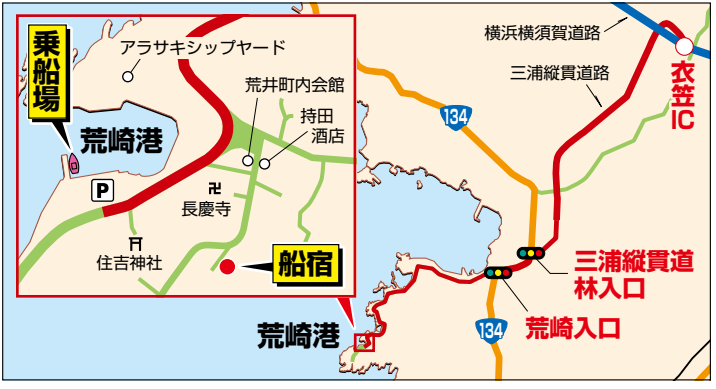 アラサキシップヤード
乗船場
荒井町内会館
荒崎港
持田
酒店
P
長慶寺
住吉神社
船宿
横浜横須賀道路
三浦縦貫道路
衣笠IC
134
三浦縦貫道
林入口
荒崎入口
134
荒崎港